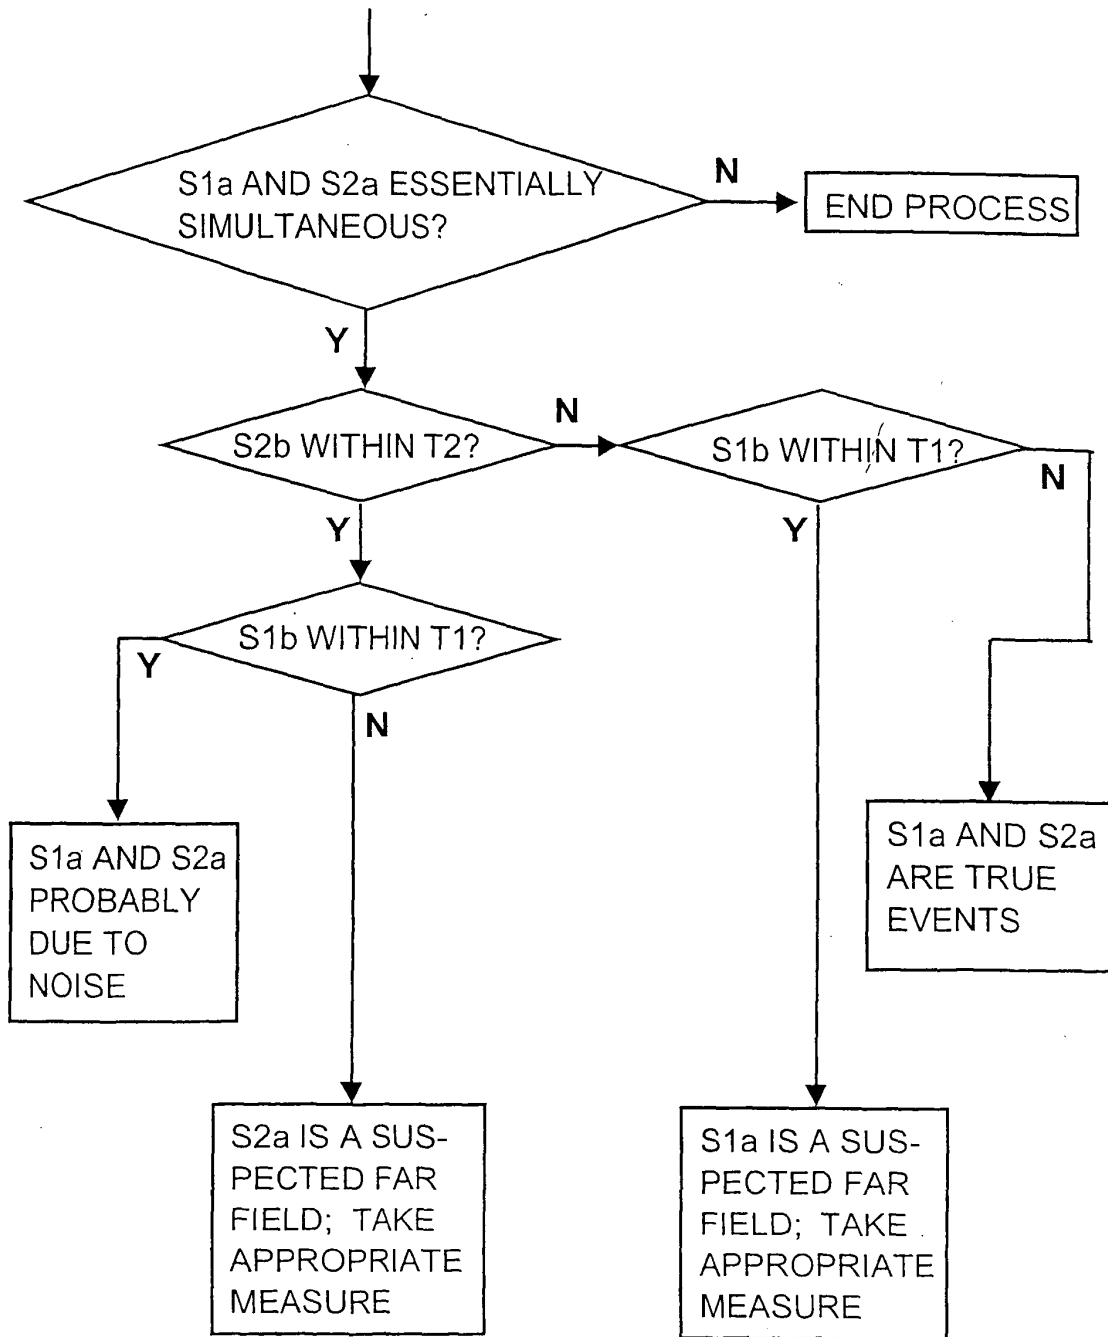 S1a AND S2a ESSENTIALLY
SIMULTANEOUS?
N
END PROCESS
Y
S2b WITHIN T2?
N
S1b WITHIN T1?
N
Y
Y
S1b WITHIN T1?
Y
N
S1a AND S2a
PROBABLY
DUE TO
NOISE
S1a AND S2a
ARE TRUE
EVENTS
S2a IS A SUS-
PECTED FAR
FIELD; TAKE
APPROPRIATE
MEASURE
S1a IS A SUS-
PECTED FAR
FIELD; TAKE
APPROPRIATE
MEASURE